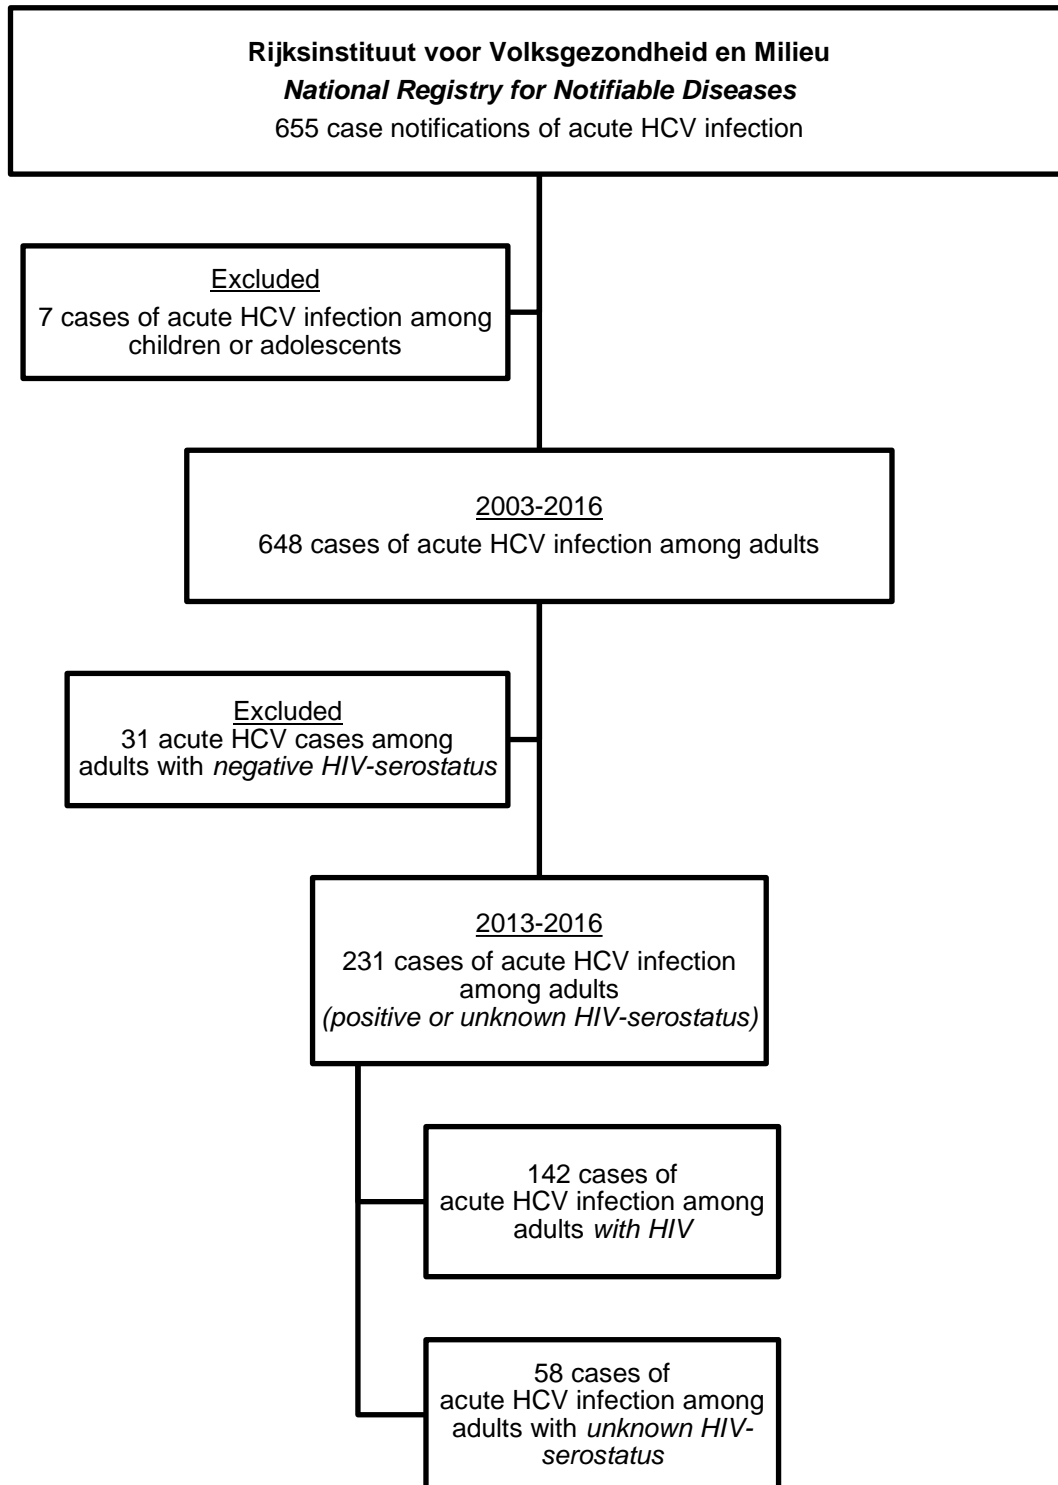 Rijksinstituut voor Volksgezondheid en Milieu
National Registry for Notifiable Diseases
655 case notifications of acute HCV infection
Excluded
7 cases of acute HCV infection among
children or adolescents
2003-2016
648 cases of acute HCV infection among adults
Excluded
31 acute HCV cases among
adults with negative HIV-serostatus
2013-2016
231 cases of acute HCV infection
among adults
(positive or unknown HIV-serostatus)
142 cases of
acute HCV infection among
adults with HIV
58 cases of
acute HCV infection among
adults with unknown HIV-
serostatus